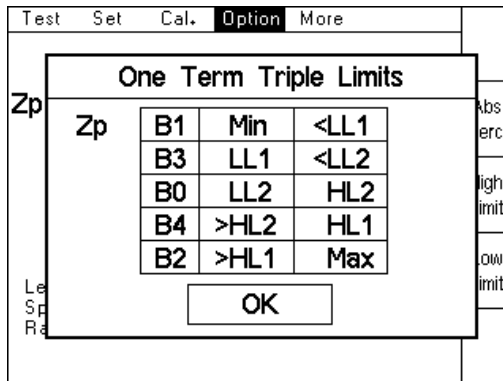 Test Set Cal. Option More
One Term Triple Limits
Zp
Zp B1 Min <LL1
B3 LL1 <LL2
B0 LL2 HL2
B4 >HL2 HL1
B2 >HL1 Max
OK